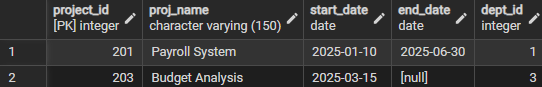 project_id proj_name start_date end_date dept_id
[PK] integer character varying (150) date date integer
1 201 Payroll System 2025-01-10 2025-06-30 1
2 203 Budget Analysis 2025-03-15 [null] 3